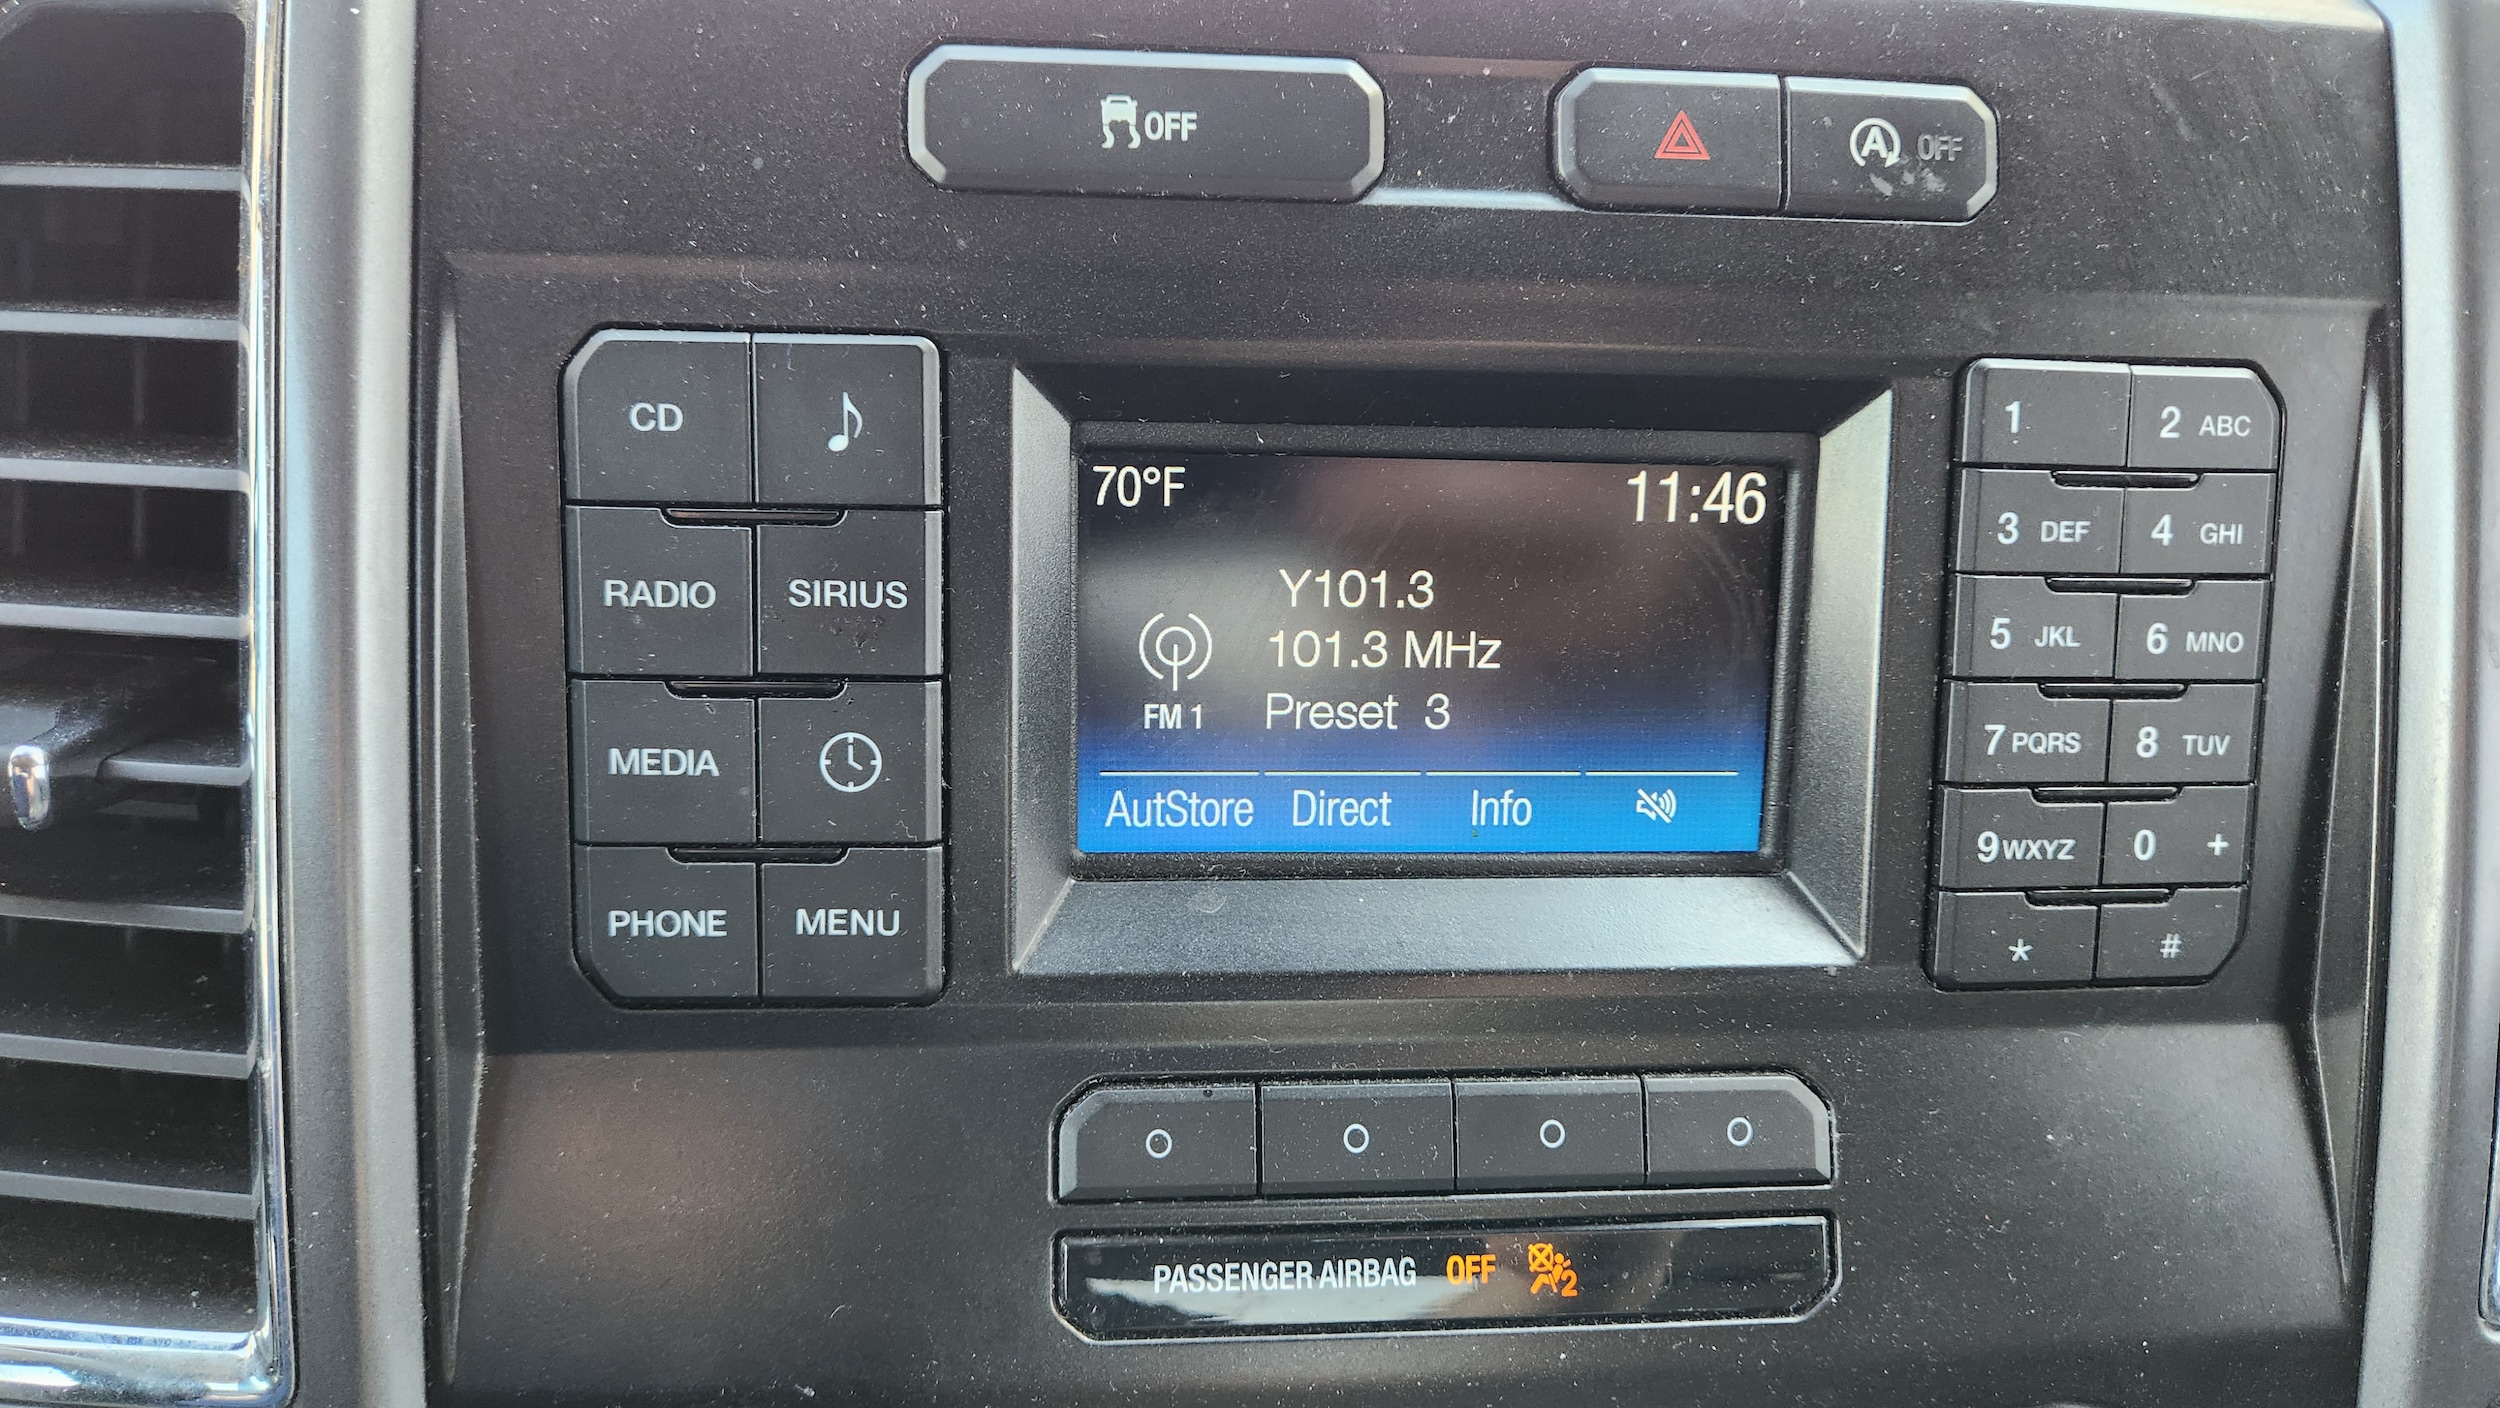 OFF
A OFF
CD
RADIO SIRIUS
MEDIA
PHONE MENU
70°F 11:46
Y101.3
101.3 MHz
FM 1 Preset 3
AutStore Direct Info
1 2 ABC
3 DEF 4 GHI
5 JKL 6 MNO
7 PQRS 8 TUV
9 WXYZ 0 +
* #
PASSENGER AIRBAG OFF 2